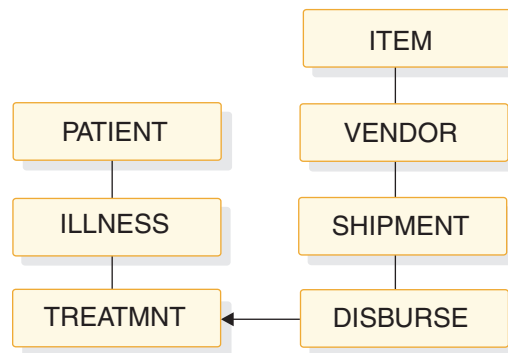 ITEM
PATIENT
VENDOR
ILLNESS
SHIPMENT
TREATMNT
DISBURSE